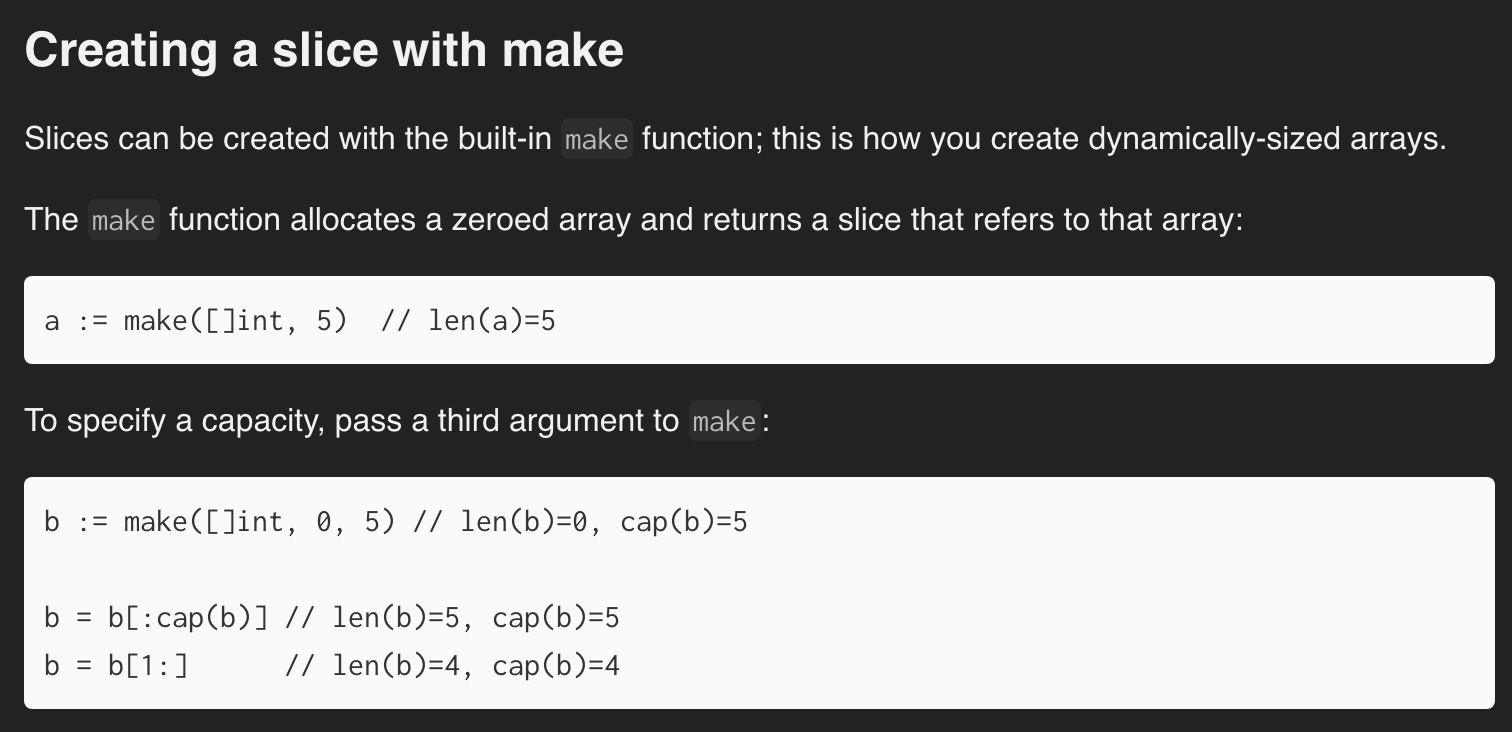 Creating a slice with make
Slices can be created with the built-in make function; this is how you create dynamically-sized arrays.
The make function allocates a zeroed array and returns a slice that refers to that array:
a := make([]int, 5)  // len(a)=5
To specify a capacity, pass a third argument to make:
b := make([]int, 0, 5) // len(b)=0, cap(b)=5
b = b[:cap(b)] // len(b)=5, cap(b)=5
b = b[1:]      // len(b)=4, cap(b)=4